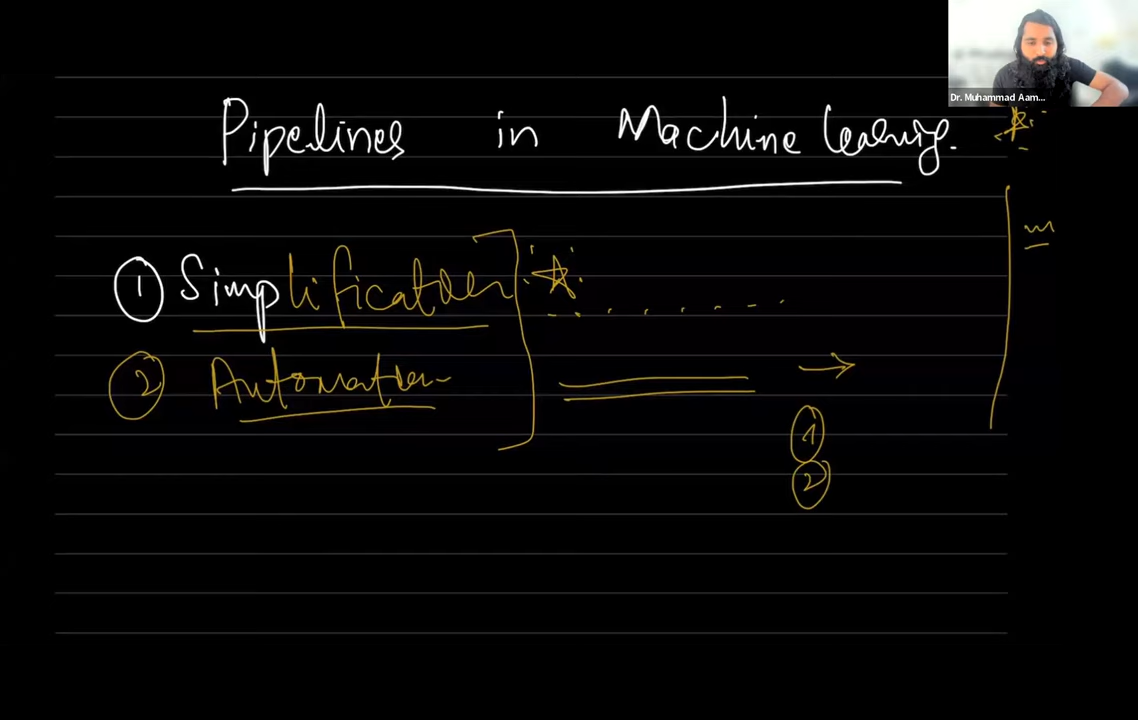 Dr. Muhammad Aam...
Pipelines in Machine learning.
① Simplification
② Automation
①
②